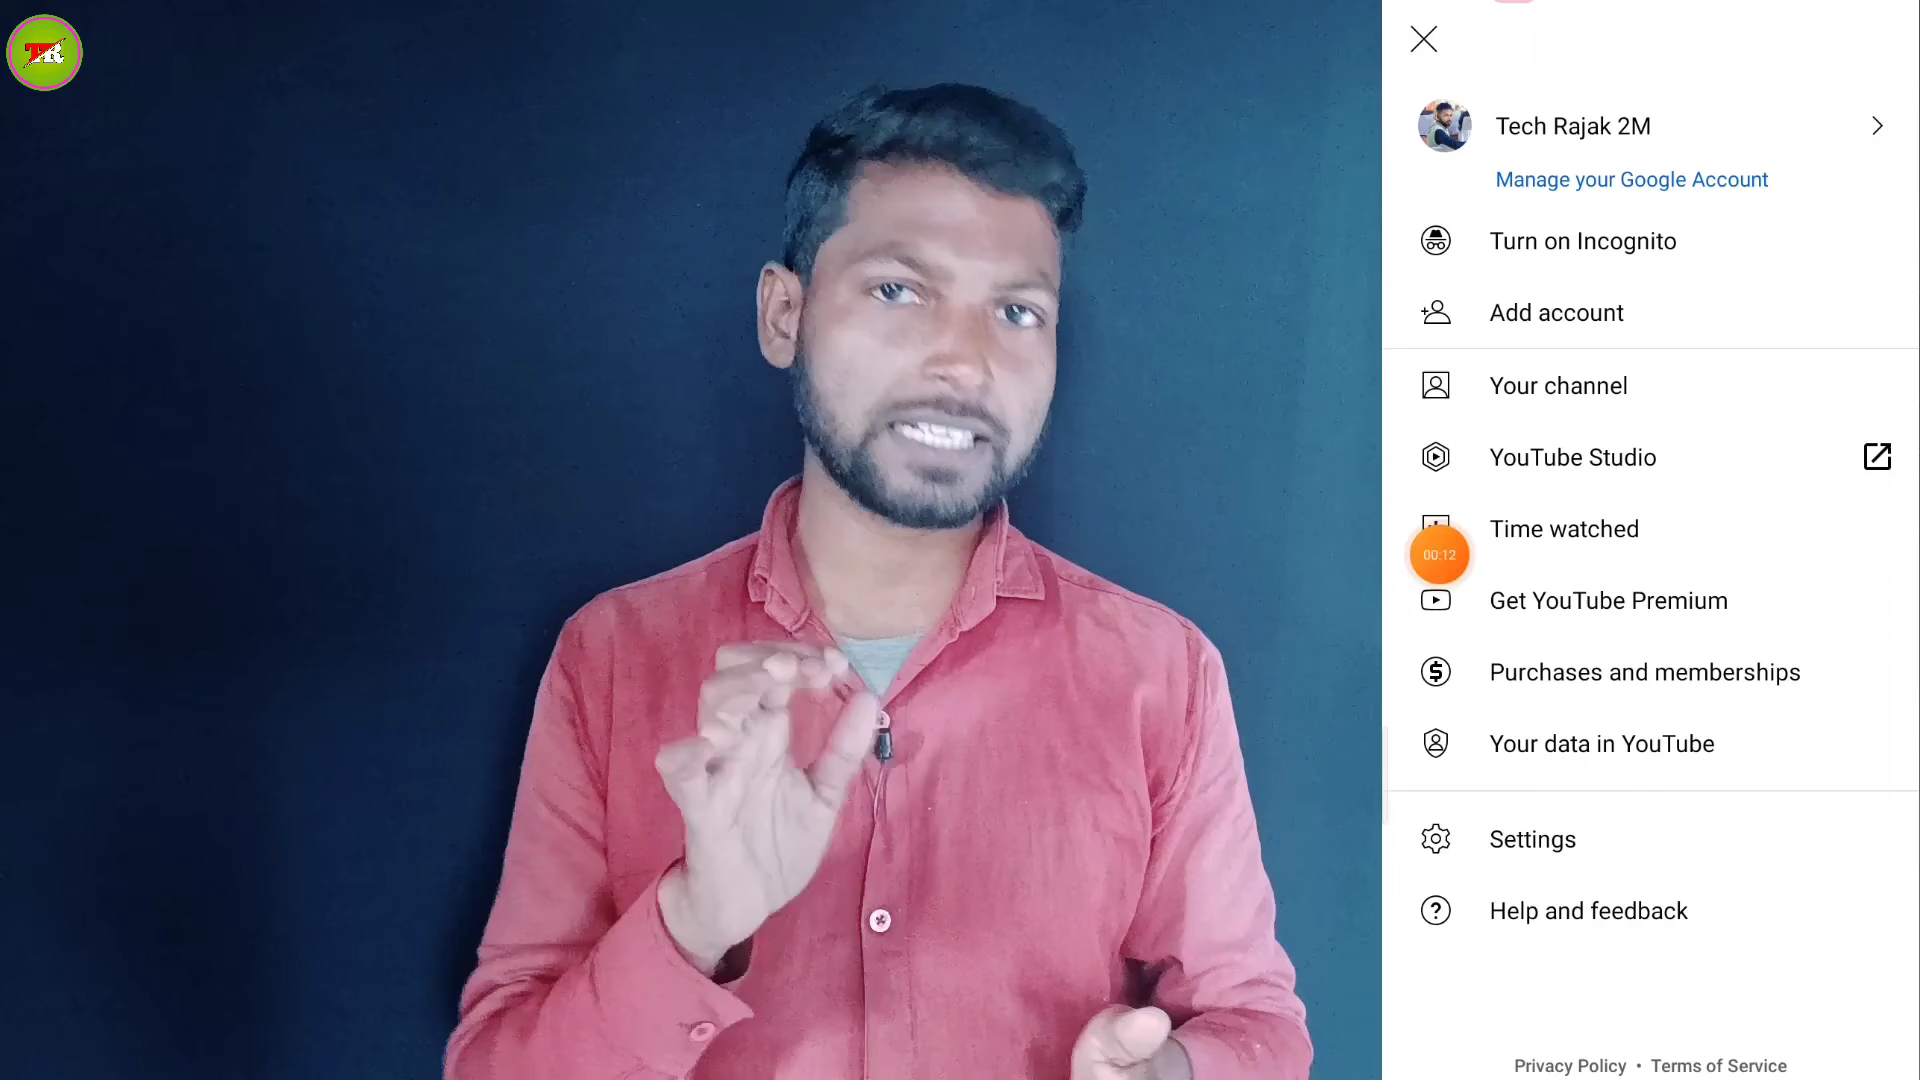 TR
Tech Rajak 2M
Manage your Google Account
Turn on Incognito
Add account
Your channel
YouTube Studio
Time watched
00:12
Get YouTube Premium
Purchases and memberships
Your data in YouTube
Settings
Help and feedback
Privacy Policy • Terms of Service